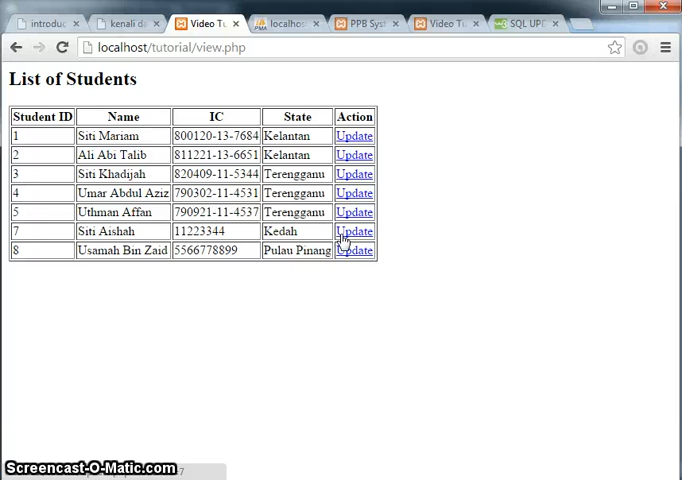 introduc
kenali da
Video Tu
localhos
PPB Sys
Video Tu
SQL UPD
localhost/tutorial/view.php
List of Students
Student ID Name IC State Action
1 Siti Mariam 800120-13-7684 Kelantan Update
2 Ali Abi Talib 811221-13-6651 Kelantan Update
3 Siti Khadijah 820409-11-5344 Terengganu Update
4 Umar Abdul Aziz 790302-11-4531 Terengganu Update
5 Uthman Affan 790921-11-4537 Terengganu Update
7 Siti Aishah 11223344 Kedah Update
8 Usamah Bin Zaid 5566778899 Pulau Pinang Update
Screencast-O-Matic.com